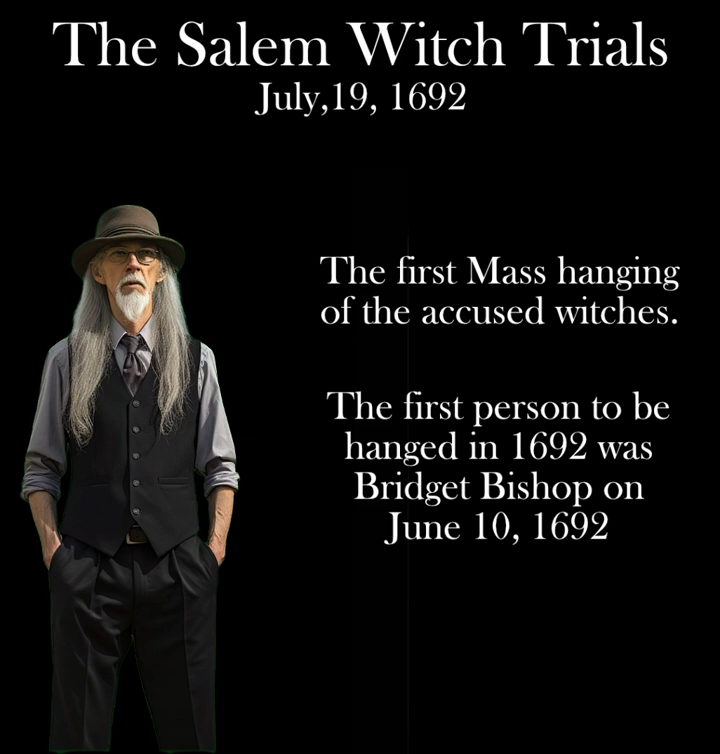 The Salem Witch Trials
July,19, 1692
The first Mass hanging
of the accused witches.
The first person to be
hanged in 1692 was
Bridget Bishop on
June 10, 1692